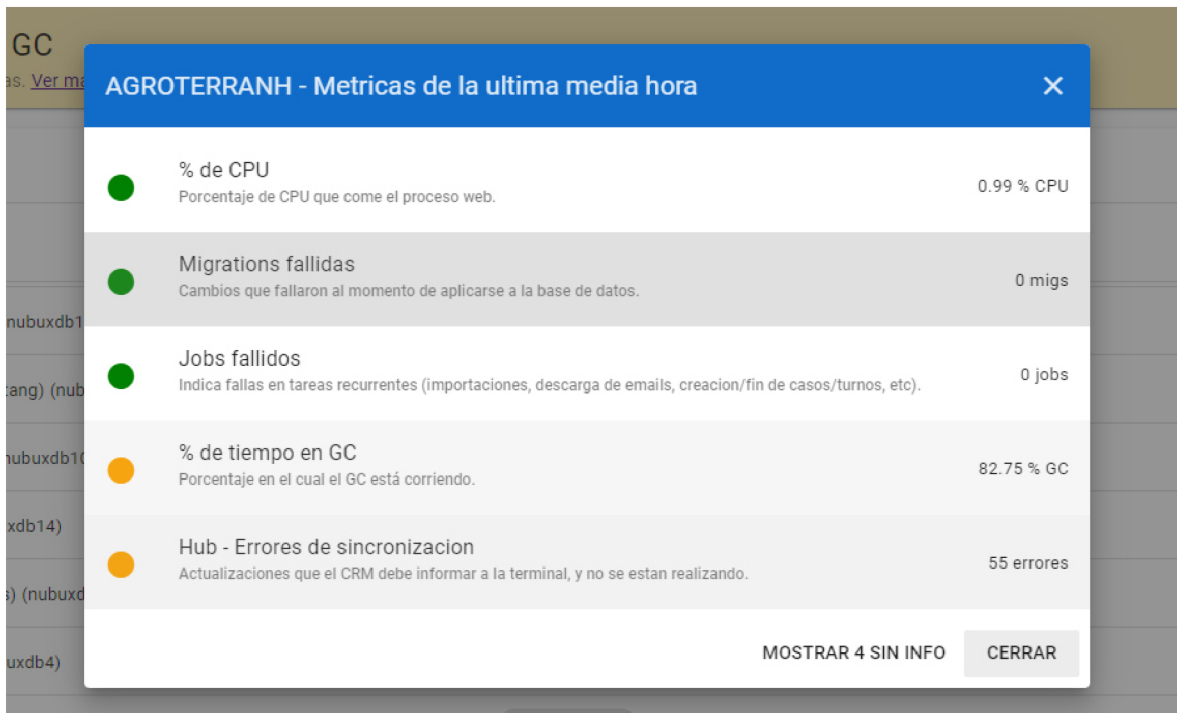 GC
as. Ver ma
AGROTERRANH - Metricas de la ultima media hora
% de CPU
Porcentaje de CPU que come el proceso web.
0.99 % CPU
Migrations fallidas
Cambios que fallaron al momento de aplicarse a la base de datos.
0 migs
nubuxdb1
Jobs fallidos
Indica fallas en tareas recurrentes (importaciones, descarga de emails, creacion/fin de casos/turnos, etc).
0 jobs
tang) (nub
% de tiempo en GC
Porcentaje en el cual el GC está corriendo.
82.75 % GC
nubuxdb10
xdb14)
Hub - Errores de sincronizacion
Actualizaciones que el CRM debe informar a la terminal, y no se estan realizando.
55 errores
s) (nubuxd
uxdb4)
MOSTRAR 4 SIN INFO
CERRAR